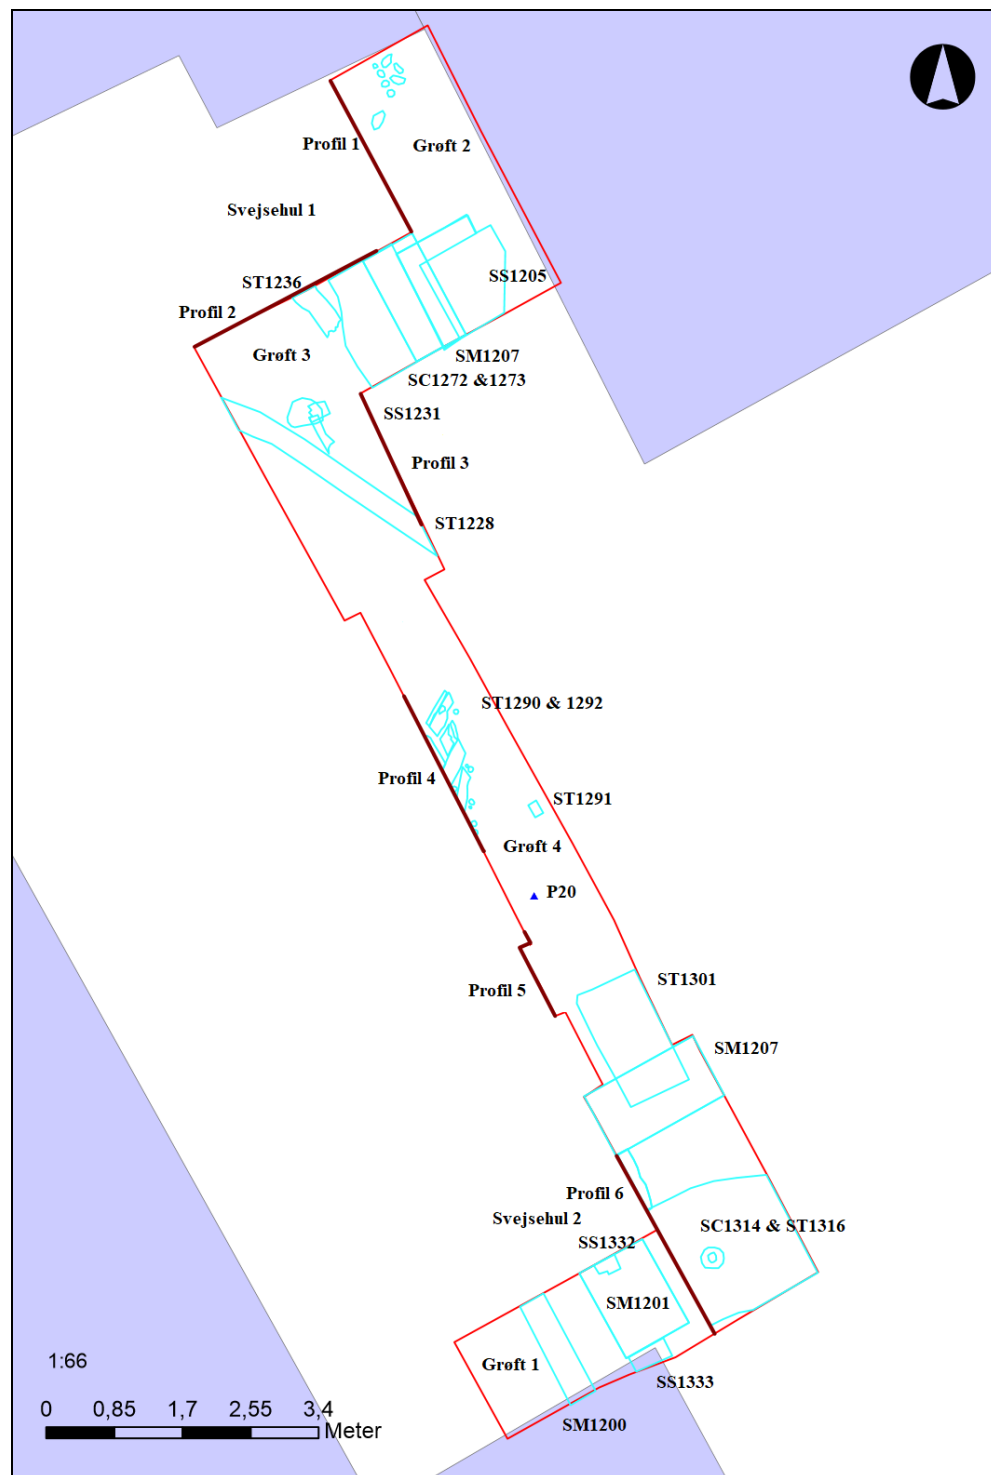 Profil 1
Grøft 2
Svejsehul 1
ST1236
SS1205
Profil 2
Grøft 3
SM1207
SC1272 &1273
SS1231
Profil 3
ST1228
ST1290 & 1292
Profil 4
ST1291
Grøft 4
P20
ST1301
Profil 5
SM1207
Profil 6
Svejsehul 2
SC1314 & ST1316
SS1332
SM1201
1:66
Grøft 1
SS1333
0 0,85 1,7 2,55 3,4
Meter
SM1200